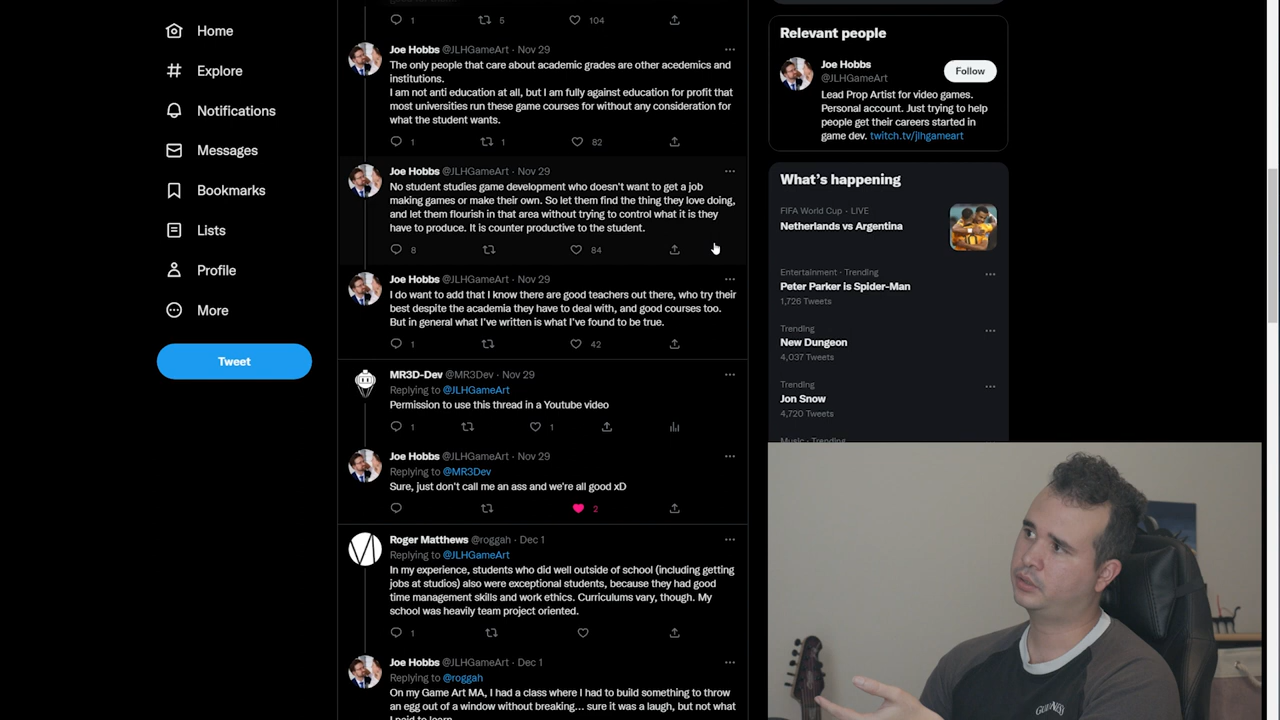 Home
Explore
Notifications
Messages
Bookmarks
Lists
Profile
More
Tweet
1
5
104
Joe Hobbs @JLHGameArt · Nov 29
The only people that care about academic grades are other acedemics and
institutions.
I am not anti education at all, but I am fully against education for profit that
most universities run these game courses for without any consideration for
what the student wants.
1
1
82
Joe Hobbs @JLHGameArt · Nov 29
No student studies game development who doesn't want to get a job
making games or make their own. So let them find the thing they love doing,
and let them flourish in that area without trying to control what it is they
have to produce. It is counter productive to the student.
8
84
Joe Hobbs @JLHGameArt · Nov 29
I do want to add that I know there are good teachers out there, who try their
best despite the academia they have to deal with, and good courses too.
But in general what I've written is what I've found to be true.
1
42
MR3D-Dev @MR3Dev · Nov 29
Replying to @JLHGameArt
Permission to use this thread in a Youtube video
1
1
Joe Hobbs @JLHGameArt · Nov 29
Replying to @MR3Dev
Sure, just don't call me an ass and we're all good xD
2
Roger Matthews @roggah · Dec 1
Replying to @JLHGameArt
In my experience, students who did well outside of school (including getting
jobs at studios) also were exceptional students, because they had good
time management skills and work ethics. Curriculums vary, though. My
school was heavily team project oriented.
1
Joe Hobbs @JLHGameArt · Dec 1
Replying to @roggah
On my Game Art MA, I had a class where I had to build something to throw
an egg out of a window without breaking... sure it was a laugh, but not what
I paid to learn
Relevant people
Joe Hobbs
@JLHGameArt
Follow
Lead Prop Artist for video games.
Personal account. Just trying to help
people get their careers started in
game dev. twitch.tv/jlhgameart
What's happening
FIFA World Cup · LIVE
Netherlands vs Argentina
Entertainment · Trending
Peter Parker is Spider-Man
1,726 Tweets
Trending
New Dungeon
4,037 Tweets
Trending
Jon Snow
4,720 Tweets
Music · Trending
GUINNESS